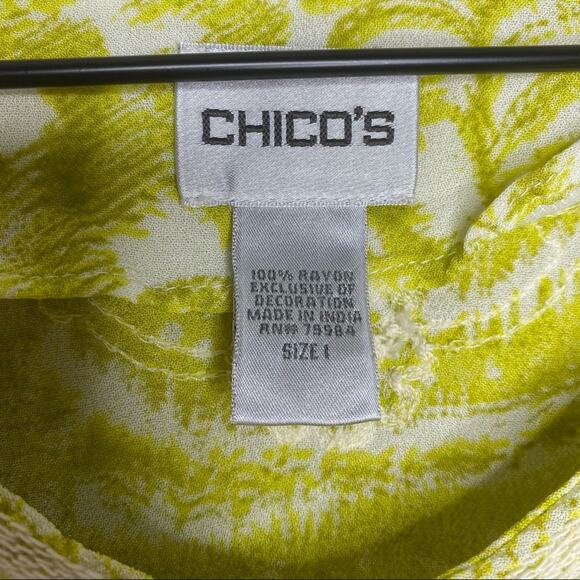 CHICO'S
100% RAYON
EXCLUSIVE OF
DECORATION
MADE IN INDIA
RN# 79984
SIZE 1